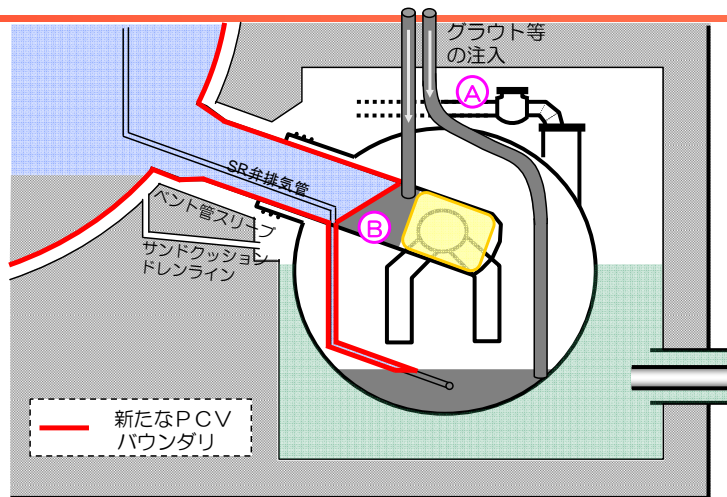 グラウト等
の注入
A
SR弁排気管
B
ベント管スリーブ
サンドクッション
ドレンライン
新たなPCV
バウンダリ